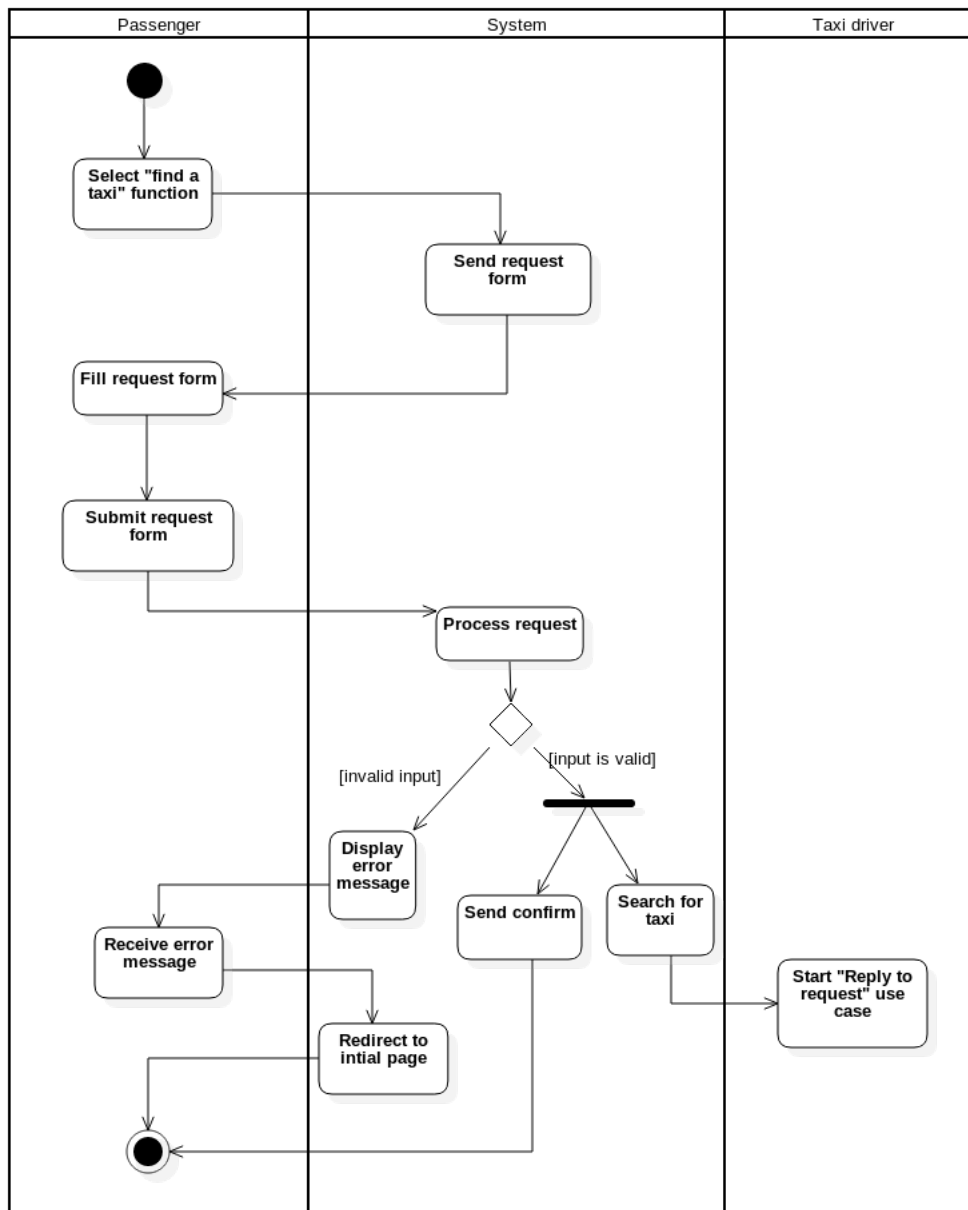 Passenger
System
Taxi driver
Select "find a
taxi" function
Send request
form
Fill request form
Submit request
form
Process request
[input is valid]
[invalid input]
Display
error
message
Send confirm
Search for
taxi
Receive error
message
Start "Reply to
request" use
case
Redirect to
intial page